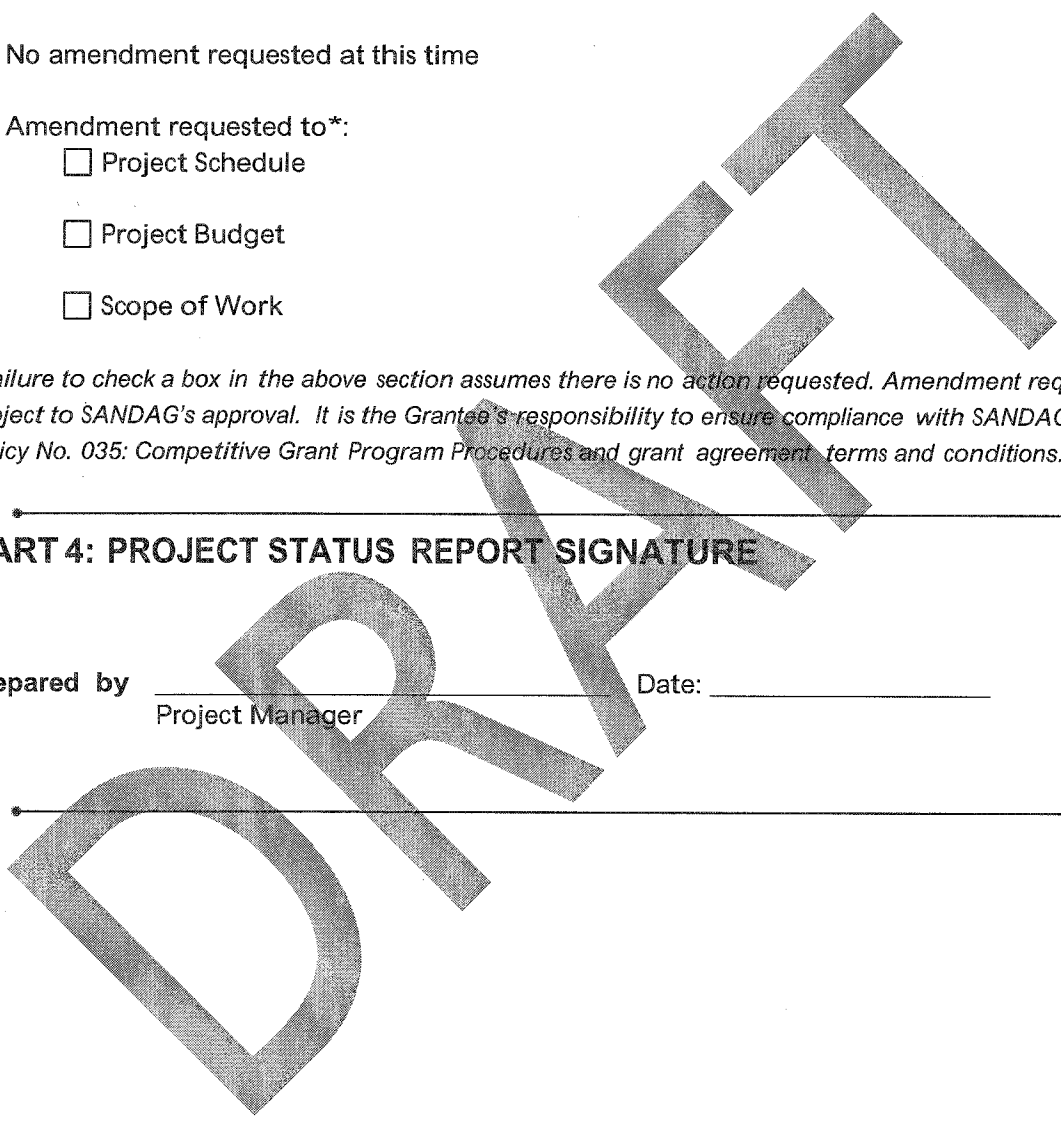 No amendment requested at this time
Amendment requested to*:
☐ Project Schedule
☐ Project Budget
☐ Scope of Work
ailure to check a box in the above section assumes there is no action requested. Amendment req
ject to SANDAG's approval. It is the Grantee's responsibility to ensure compliance with SANDAG
icy No. 035: Competitive Grant Program Procedures and grant agreement terms and conditions.
ART 4: PROJECT STATUS REPORT SIGNATURE
epared by ____________ Date: ____________
Project Manager
DRAFT